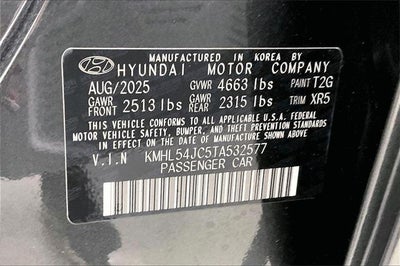 MANUFACTURED IN KOREA BY
HYUNDAI MOTOR COMPANY
AUG/2025 GVWR 4663 lbs PAINT T2G
GAWR FRONT 2513 lbs GAWR REAR 2315 lbs TRIM XR5
THIS VEHICLE CONFORMS TO ALL APPLICABLE U.S. FEDERAL
MOTOR VEHICLE SAFETY, BUMPER, AND THEFT PREVENTION
STANDARDS IN EFFECT ON THE DATE OF MANUFACTURE SHOWN
ABOVE.
V.I.N KMHL54JC5TA532577
PASSENGER CAR